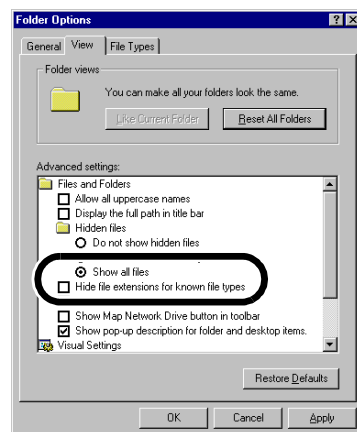 Folder Options
General View File Types
Folder views
You can make all your folders look the same.
Like Current Folder Reset All Folders
Advanced settings:
Files and Folders
Allow all uppercase names
Display the full path in title bar
Hidden files
Do not show hidden files
Show all files
Hide file extensions for known file types
Show Map Network Drive button in toolbar
Show pop-up description for folder and desktop items.
Visual Settings
Restore Defaults
OK Cancel Apply